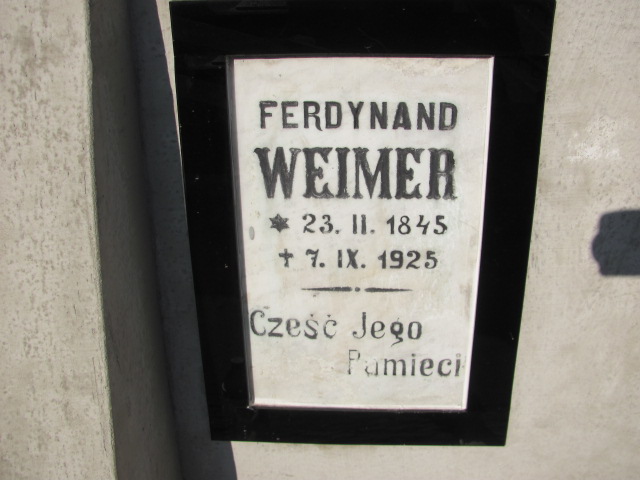 FERDYNAND
WEIMER
* 23. II. 1845
✝ 7. IX. 1925
Cześć Jego
Pamięci